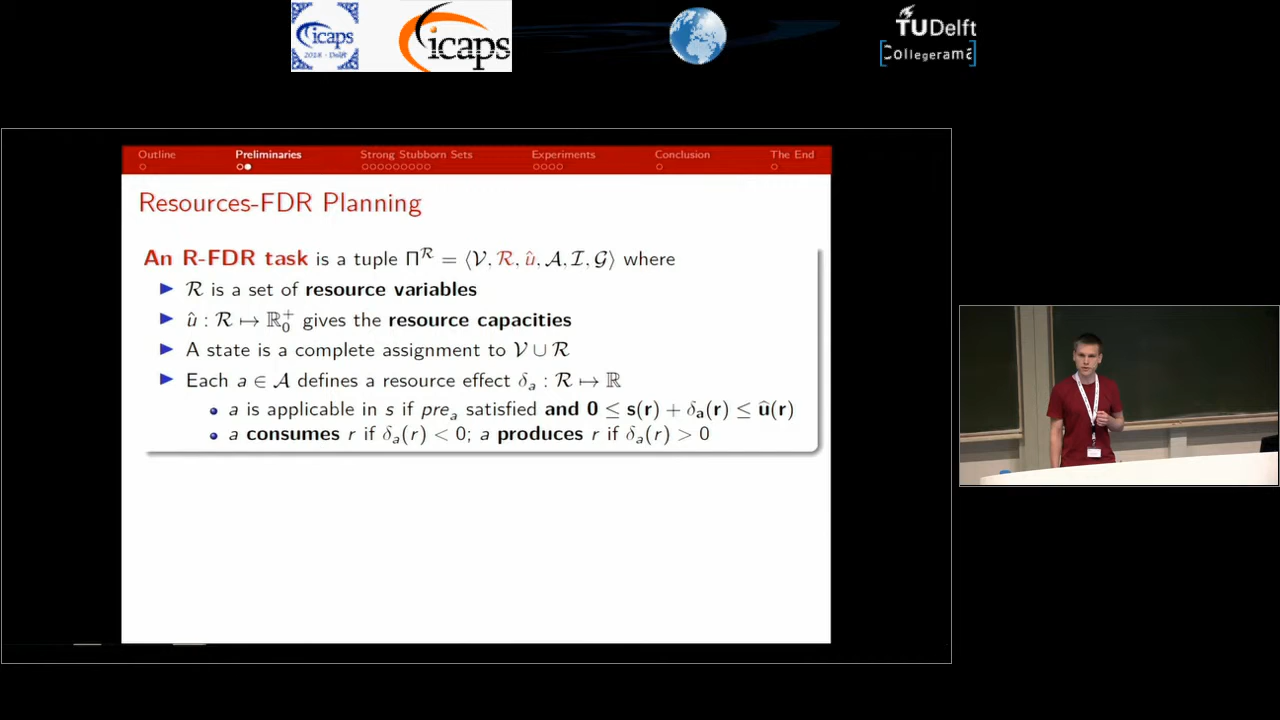 icaps
2018 - Delft
icaps
TUDelft
Collegerama
Outline
Preliminaries
Strong Stubborn Sets
Experiments
Conclusion
The End
Resources-FDR Planning
An R-FDR task is a tuple Π^ℛ = ⟨𝒱, ℛ, û, 𝒜, ℐ, 𝒢⟩ where
▶ ℛ is a set of resource variables
▶ û : ℛ ↦ ℝ₀⁺ gives the resource capacities
▶ A state is a complete assignment to 𝒱 ∪ ℛ
▶ Each a ∈ 𝒜 defines a resource effect δₐ : ℛ ↦ ℝ
• a is applicable in s if preₐ satisfied and 0 ≤ s(r) + δₐ(r) ≤ û(r)
• a consumes r if δₐ(r) < 0; a produces r if δₐ(r) > 0